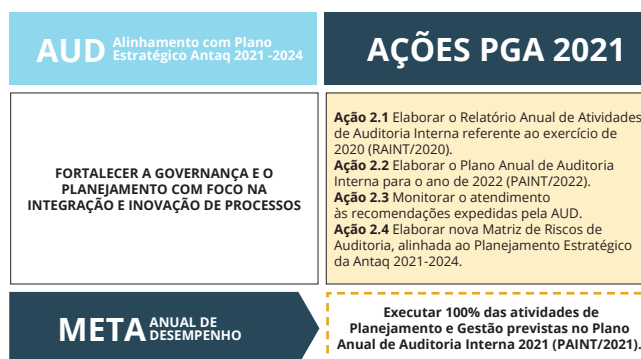 AUD Alinhamento com Plano
Estratégico Antaq 2021 -2024
AÇÕES PGA 2021
FORTALECER A GOVERNANÇA E O
PLANEJAMENTO COM FOCO NA
INTEGRAÇÃO E INOVAÇÃO DE PROCESSOS
Ação 2.1 Elaborar o Relatório Anual de Atividades
de Auditoria Interna referente ao exercício de
2020 (RAINT/2020).
Ação 2.2 Elaborar o Plano Anual de Auditoria
Interna para o ano de 2022 (PAINT/2022).
Ação 2.3 Monitorar o atendimento
às recomendações expedidas pela AUD.
Ação 2.4 Elaborar nova Matriz de Riscos de
Auditoria, alinhada ao Planejamento Estratégico
da Antaq 2021-2024.
META ANUAL DE
DESEMPENHO
Executar 100% das atividades de
Planejamento e Gestão previstas no Plano
Anual de Auditoria Interna 2021 (PAINT/2021).